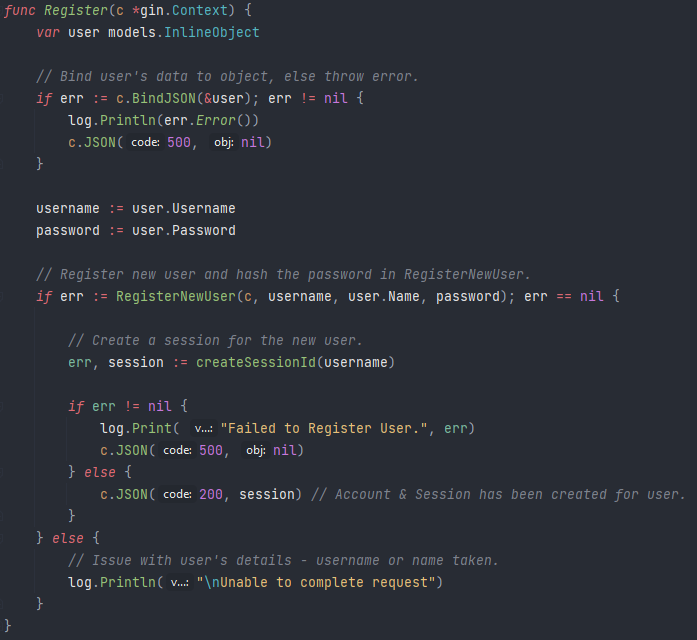 func Register(c *gin.Context) {
    var user models.InlineObject

    // Bind user's data to object, else throw error.
    if err := c.BindJSON(&user); err != nil {
        log.Println(err.Error())
        c.JSON( code: 500, obj: nil)
    }

    username := user.Username
    password := user.Password

    // Register new user and hash the password in RegisterNewUser.
    if err := RegisterNewUser(c, username, user.Name, password); err == nil {

        // Create a session for the new user.
        err, session := createSessionId(username)

        if err != nil {
            log.Print( v...: "Failed to Register User.", err)
            c.JSON( code: 500, obj: nil)
        } else {
            c.JSON( code: 200, session) // Account & Session has been created for user.
        }
    } else {
        // Issue with user's details - username or name taken.
        log.Println( v...: "\nUnable to complete request")
    }
}